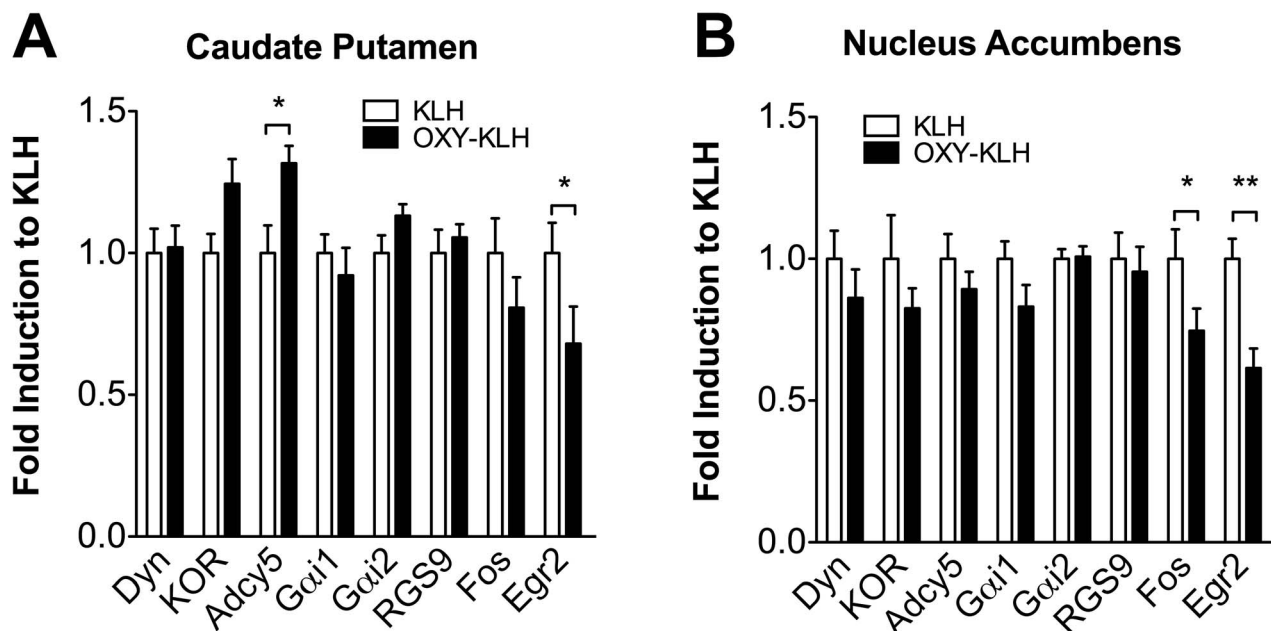 A
Caudate Putamen
Fold Induction to KLH
1.5
1.0
0.5
0.0
KLH
OXY-KLH
*
*
Dyn
KOR
Adcy5
Gαi1
Gαi2
RGS9
Fos
Egr2
B
Nucleus Accumbens
Fold Induction to KLH
1.5
1.0
0.5
0.0
KLH
OXY-KLH
*
**
Dyn
KOR
Adcy5
Gαi1
Gαi2
RGS9
Fos
Egr2